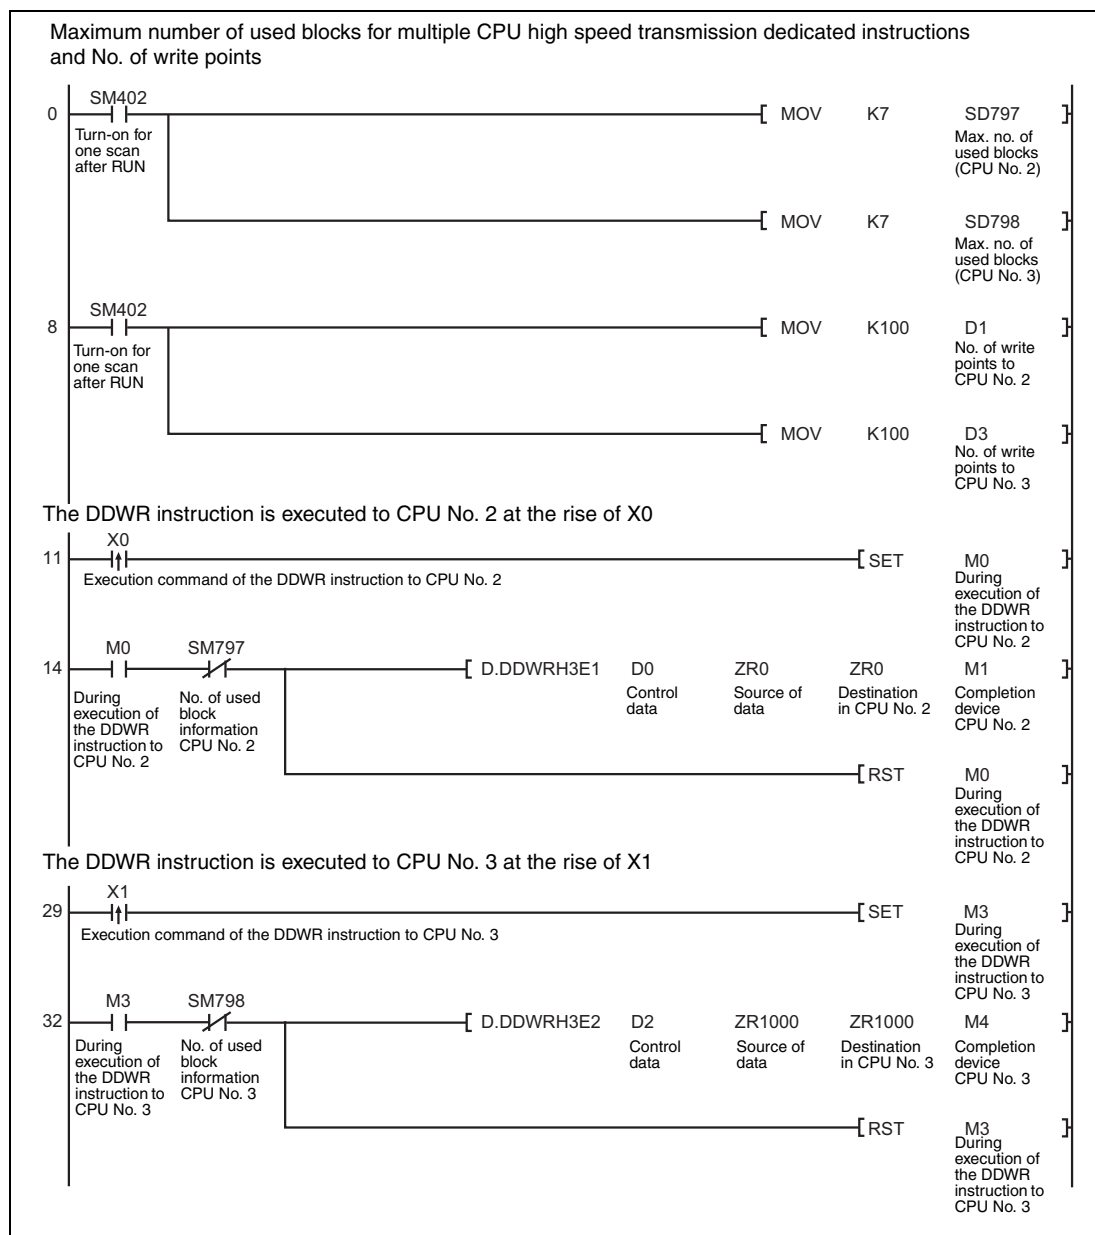 Maximum number of used blocks for multiple CPU high speed transmission dedicated instructions
and No. of write points
SM402
0 MOV K7 SD797
Turn-on for
one scan
after RUN
Max. no. of
used blocks
(CPU No. 2)
MOV K7 SD798
Max. no. of
used blocks
(CPU No. 3)
SM402
8 MOV K100 D1
Turn-on for
one scan
after RUN
No. of write
points to
CPU No. 2
MOV K100 D3
No. of write
points to
CPU No. 3
The DDWR instruction is executed to CPU No. 2 at the rise of X0
X0
11 SET M0
Execution command of the DDWR instruction to CPU No. 2
During
execution of
the DDWR
instruction to
CPU No. 2
M0 SM797
14 D.DDWRH3E1 D0 ZR0 ZR0 M1
During
execution of
the DDWR
instruction to
CPU No. 2
No. of used
block
information
CPU No. 2
Control
data
Source of
data
Destination
in CPU No. 2
Completion
device
CPU No. 2
RST M0
During
execution of
the DDWR
instruction to
CPU No. 2
The DDWR instruction is executed to CPU No. 3 at the rise of X1
X1
29 SET M3
Execution command of the DDWR instruction to CPU No. 3
During
execution of
the DDWR
instruction to
CPU No. 3
M3 SM798
32 D.DDWRH3E2 D2 ZR1000 ZR1000 M4
During
execution of
the DDWR
instruction to
CPU No. 3
No. of used
block
information
CPU No. 3
Control
data
Source of
data
Destination
in CPU No. 3
Completion
device
CPU No. 3
RST M3
During
execution of
the DDWR
instruction to
CPU No. 3